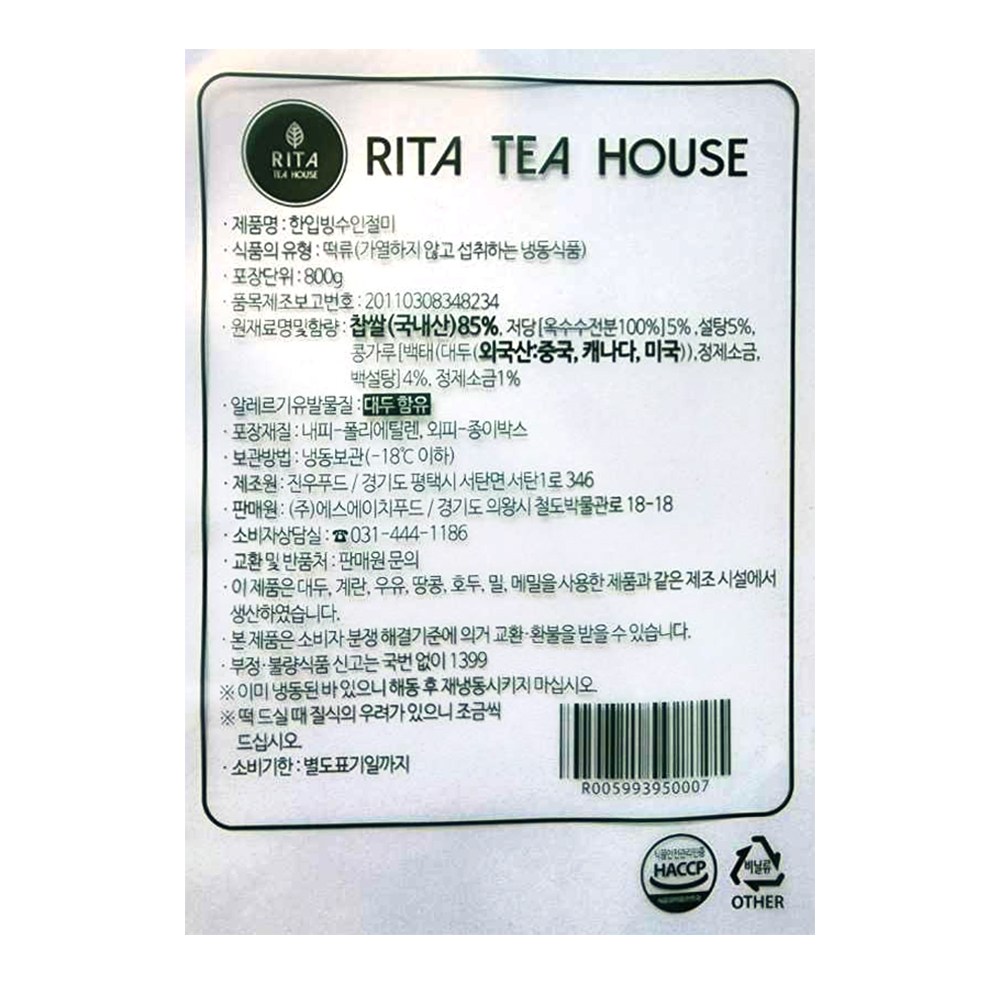 RITA
TEA HOUSE
RITA TEA HOUSE
· 제품명 : 한입빙수인절미
· 식품의 유형 : 떡류(가열하지 않고 섭취하는 냉동식품)
· 포장단위 : 800g
· 품목제조보고번호 : 20110308348234
· 원재료명및함량 : 찹쌀(국내산)85%, 저당[옥수수전분100%]5%, 설탕5%,
콩가루[백태(대두(외국산:중국, 캐나다, 미국)),정제소금,
백설탕]4%, 정제소금1%
· 알레르기유발물질 : 대두 함유
· 포장재질 : 내피-폴리에틸렌, 외피-종이박스
· 보관방법 : 냉동보관(-18℃ 이하)
· 제조원 : 진우푸드 / 경기도 평택시 서탄면 서탄1로 346
· 판매원 : (주)에스에이치푸드 / 경기도 의왕시 철도박물관로 18-18
· 소비자상담실 : ☎031-444-1186
· 교환 및 반품처 : 판매원 문의
· 이 제품은 대두, 계란, 우유, 땅콩, 호두, 밀, 메밀을 사용한 제품과 같은 제조 시설에서
생산하였습니다.
· 본 제품은 소비자 분쟁 해결기준에 의거 교환·환불을 받을 수 있습니다.
· 부정·불량식품 신고는 국번 없이 1399
※ 이미 냉동된 바 있으니 해동 후 재냉동시키지 마십시오.
※ 떡 드실 때 질식의 우려가 있으니 조금씩
드십시오.
· 소비기한 : 별도표기일까지
R005993950007
식품안전관리인증
HACCP
비닐류
OTHER